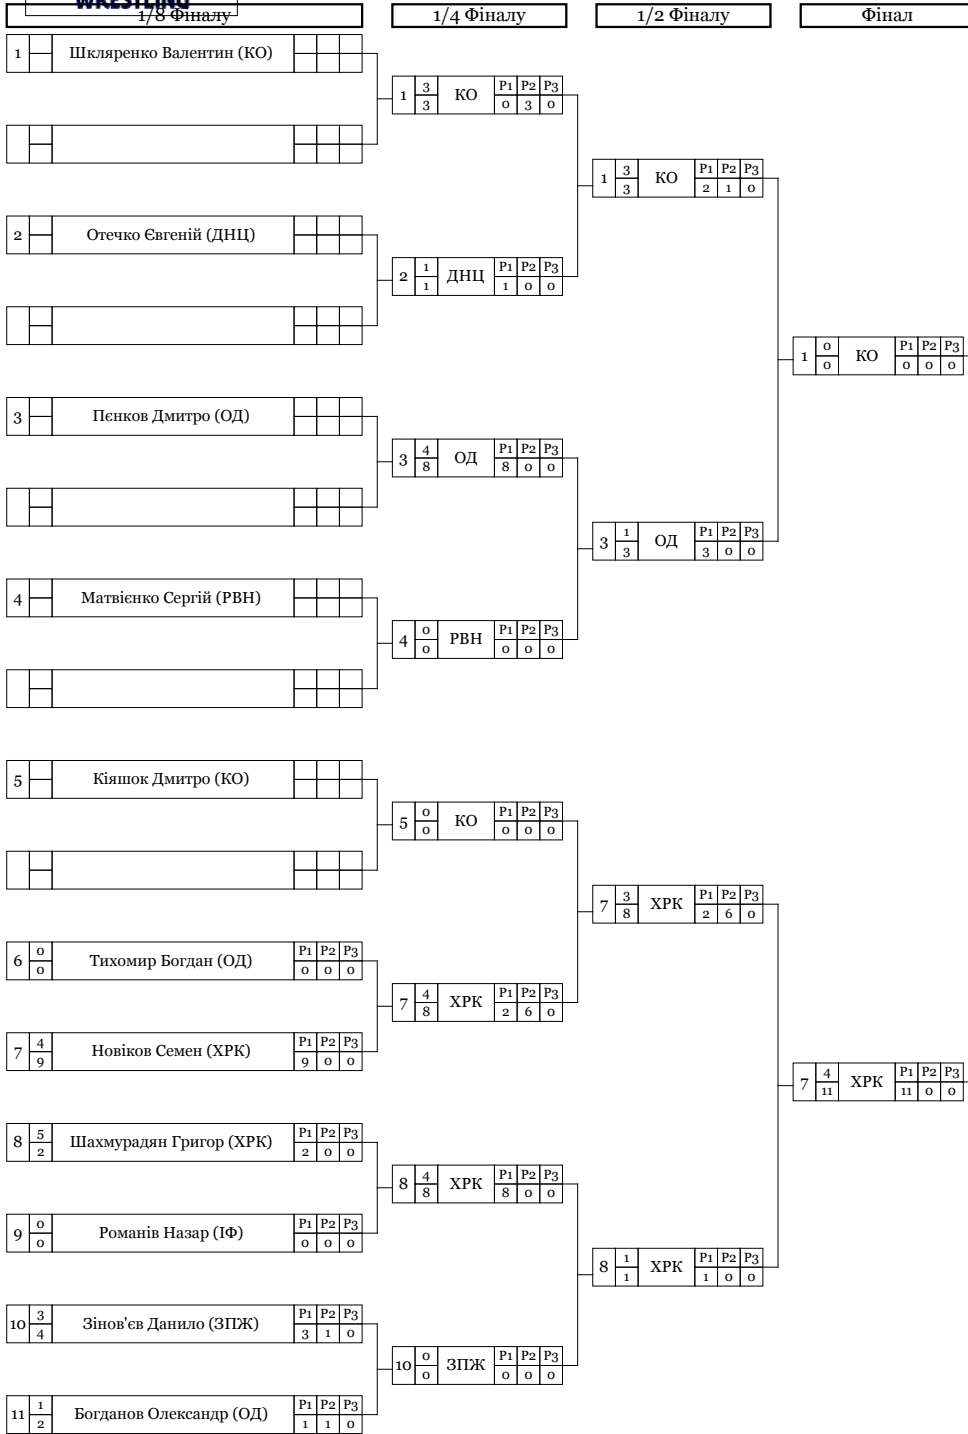 WRESTLING
1/8 Фіналу
1/4 Фіналу
1/2 Фіналу
Фінал
1 Шкляренко Валентин (КО)
2 Отечко Євгеній (ДНЦ)
3 Пєнков Дмитро (ОД)
4 Матвієнко Сергій (РВН)
5 Кіяшок Дмитро (КО)
6 0 Тихомир Богдан (ОД) P1 P2 P3
0 0 0 0
7 4 Новіков Семен (ХРК) P1 P2 P3
9 9 0 0
8 5 Шахмурадян Григор (ХРК) P1 P2 P3
2 2 0 0
9 0 Романів Назар (ІФ) P1 P2 P3
0 0 0 0
10 3 Зінов'єв Данило (ЗПЖ) P1 P2 P3
4 3 1 0
11 1 Богданов Олександр (ОД) P1 P2 P3
2 1 1 0
1 3 КО P1 P2 P3
3 0 3 0
2 1 ДНЦ P1 P2 P3
1 1 0 0
3 4 ОД P1 P2 P3
8 8 0 0
4 0 РВН P1 P2 P3
0 0 0 0
5 0 КО P1 P2 P3
0 0 0 0
7 4 ХРК P1 P2 P3
8 2 6 0
8 4 ХРК P1 P2 P3
8 8 0 0
10 0 ЗПЖ P1 P2 P3
0 0 0 0
1 3 КО P1 P2 P3
3 2 1 0
3 1 ОД P1 P2 P3
3 3 0 0
7 3 ХРК P1 P2 P3
8 2 6 0
8 1 ХРК P1 P2 P3
1 1 0 0
1 0 КО P1 P2 P3
0 0 0 0
7 4 ХРК P1 P2 P3
11 11 0 0